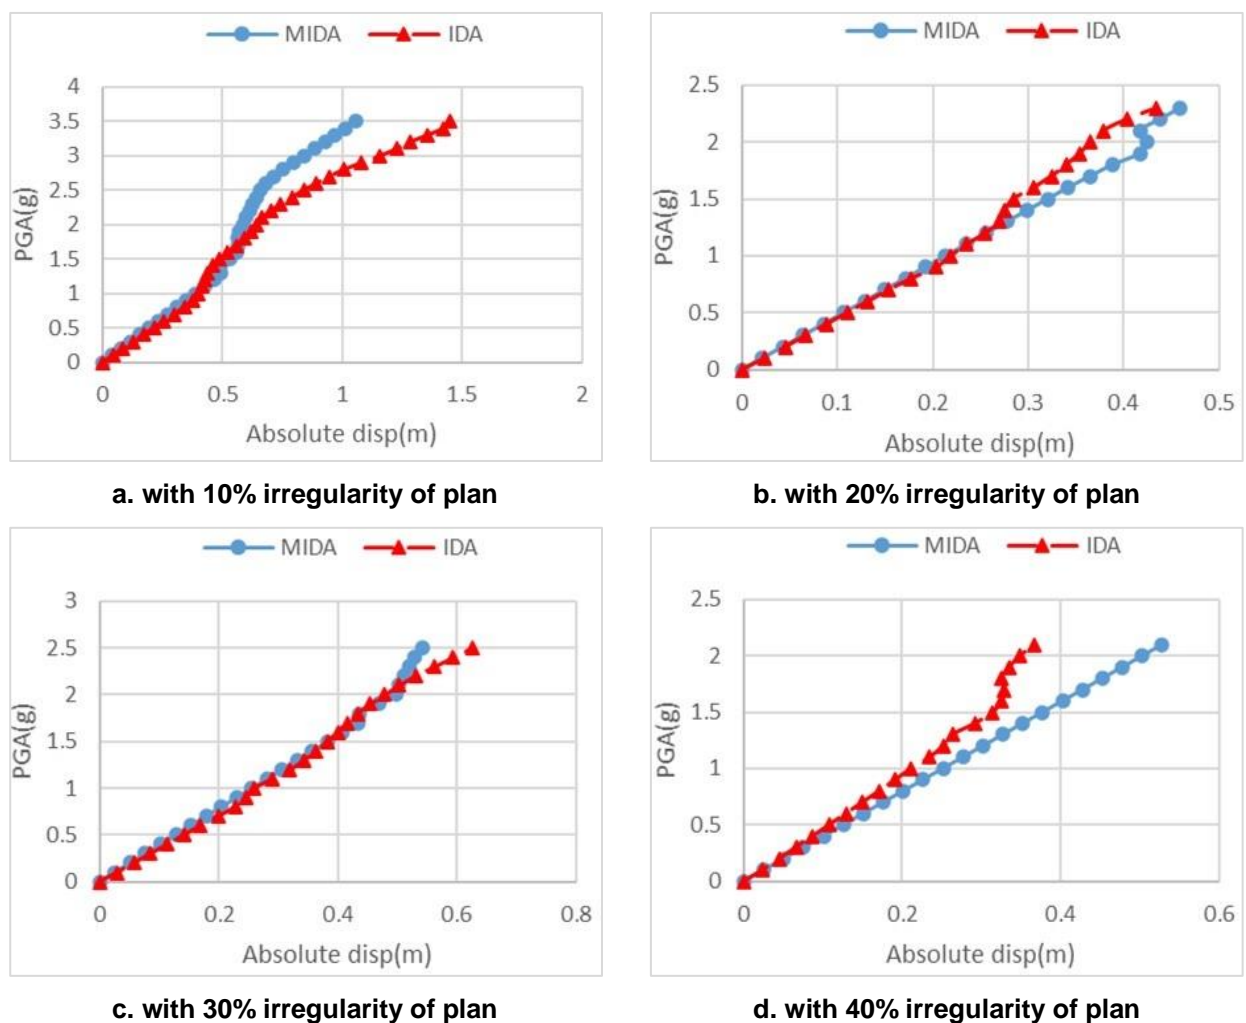 MIDA IDA
4
3.5
3
2.5
2
1.5
1
0.5
0
PGA(g)
0 0.5 1 1.5 2
Absolute disp(m)
a. with 10% irregularity of plan
MIDA IDA
2.5
2
1.5
1
0.5
0
PGA(g)
0 0.1 0.2 0.3 0.4 0.5
Absolute disp(m)
b. with 20% irregularity of plan
MIDA IDA
3
2.5
2
1.5
1
0.5
0
PGA(g)
0 0.2 0.4 0.6 0.8
Absolute disp(m)
c. with 30% irregularity of plan
MIDA IDA
2.5
2
1.5
1
0.5
0
PGA(g)
0 0.2 0.4 0.6
Absolute disp(m)
d. with 40% irregularity of plan